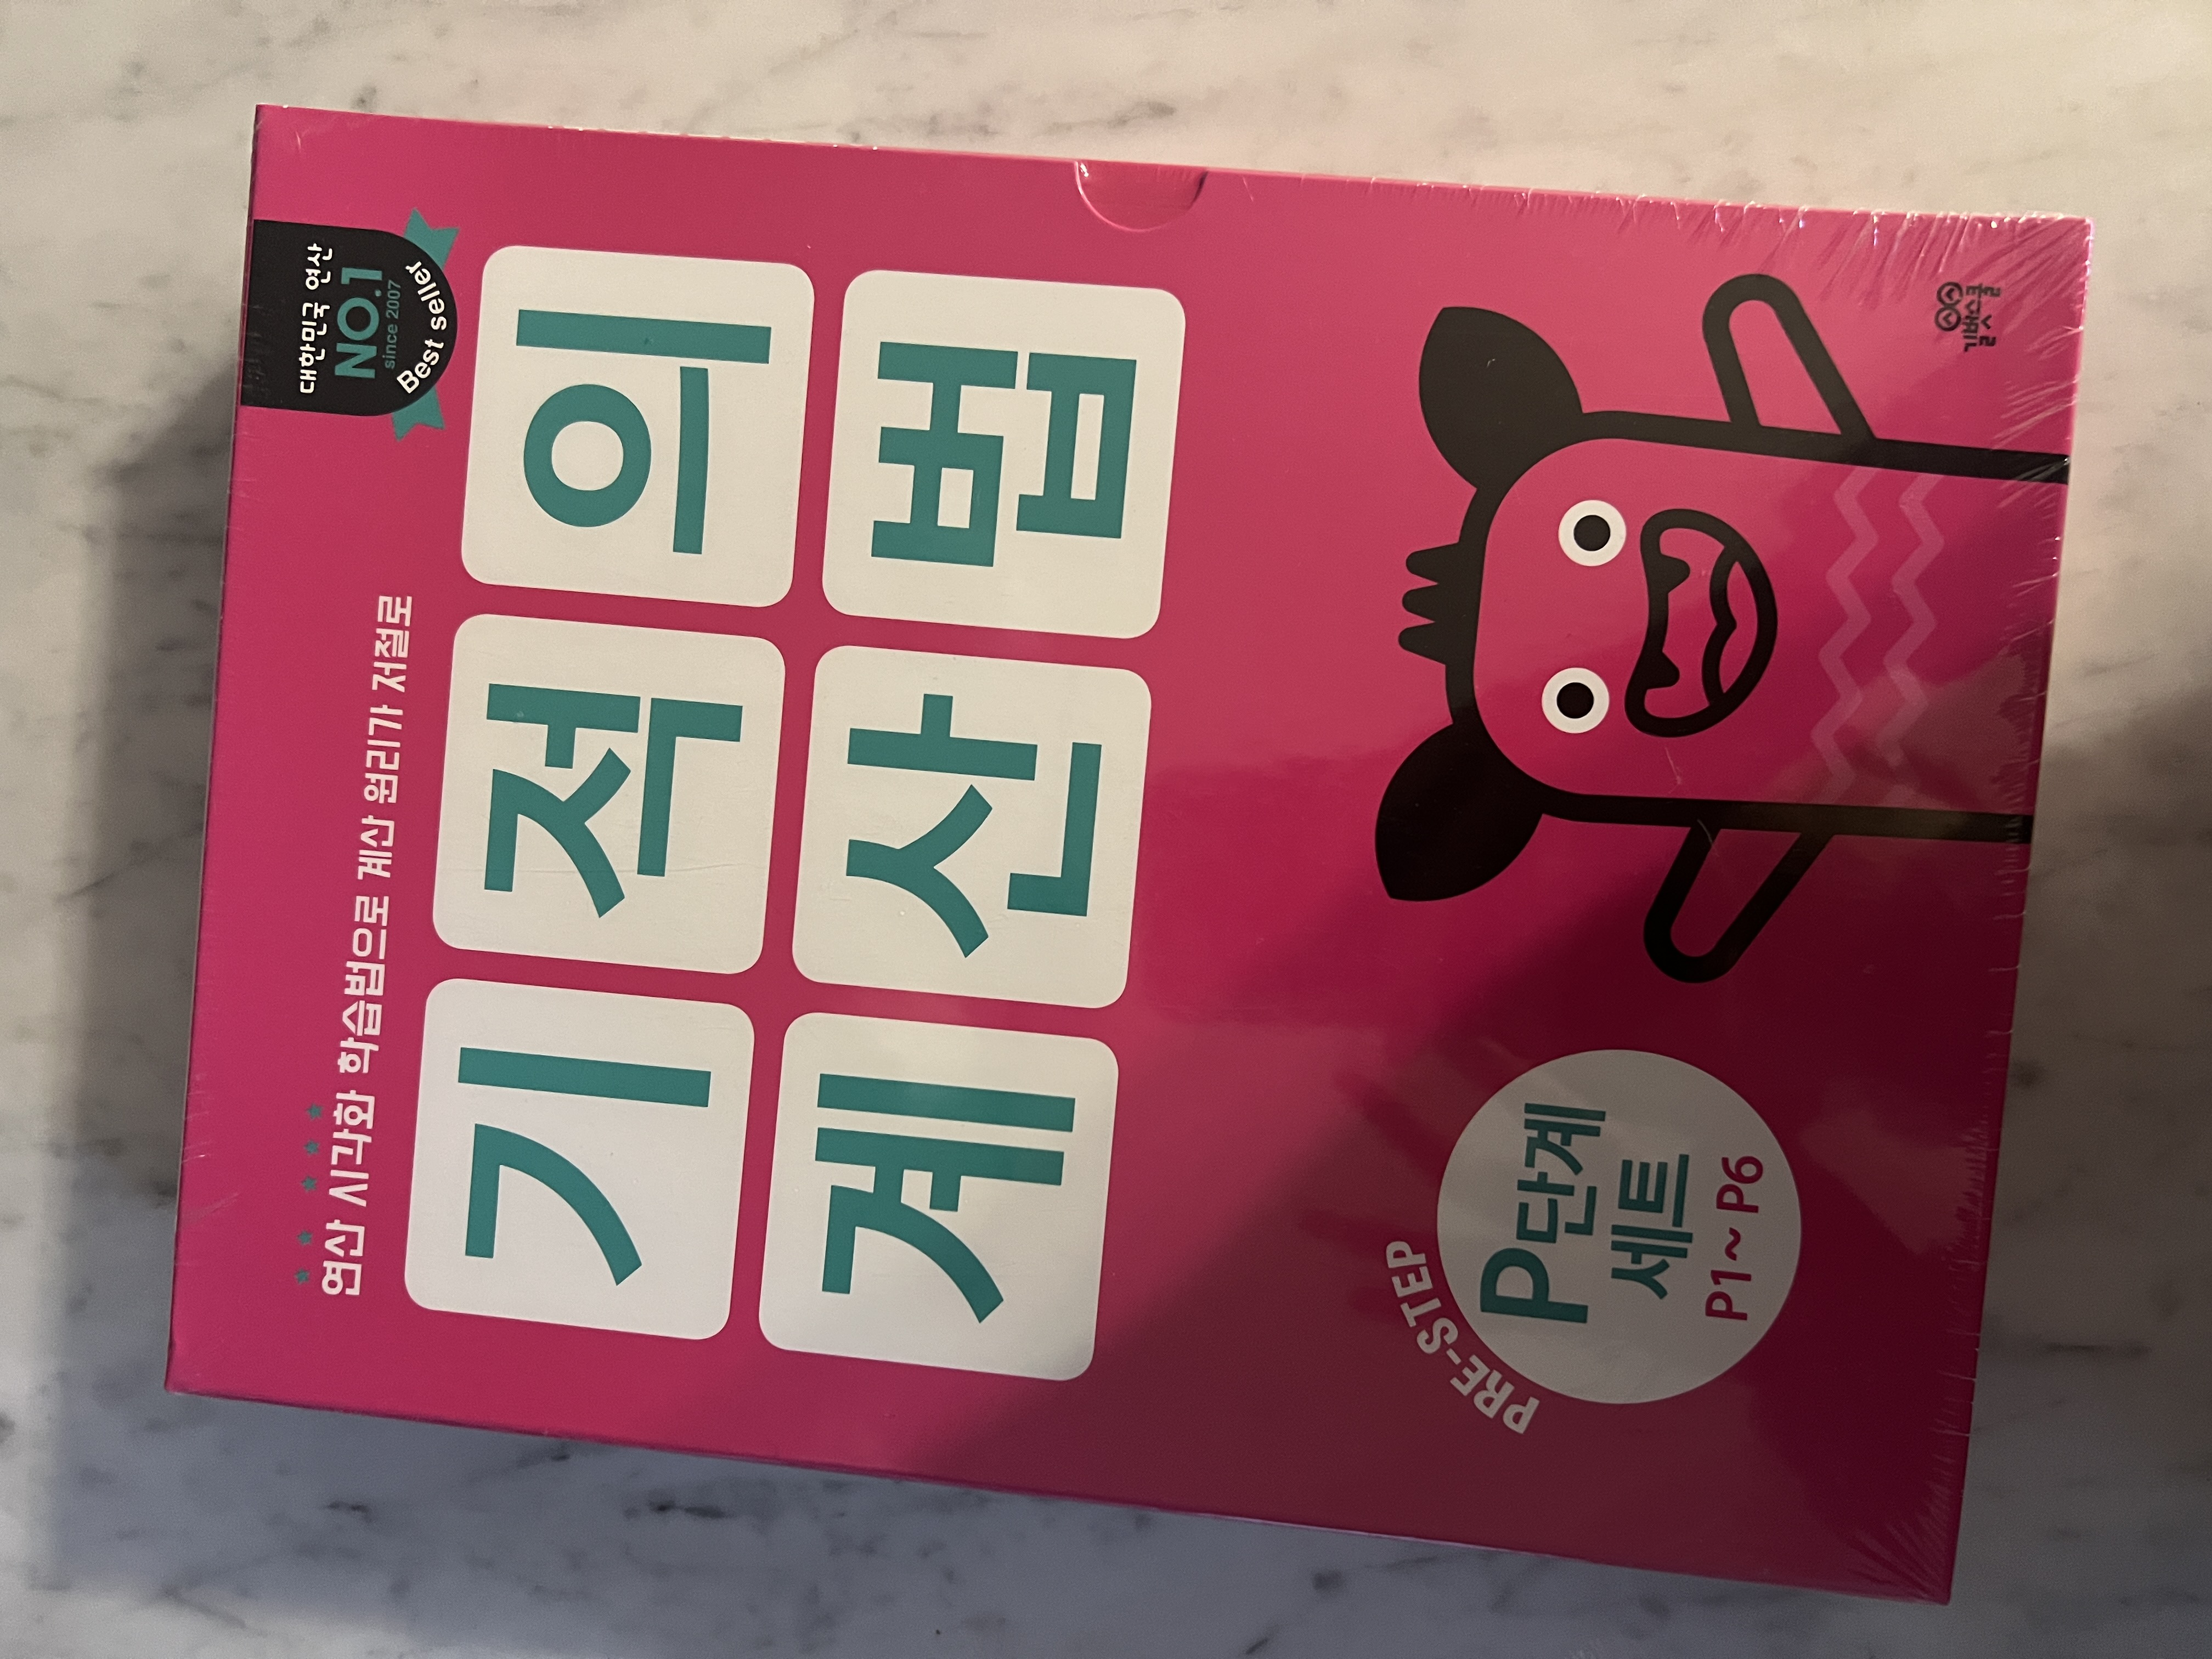 대한민국 연산
NO.1
since 2007
Best seller
연산 시각화 학습법으로 계산 원리가 저절로
기적의
계산법
PRE-STEP
P단계
세트
P1~P6
길벗스쿨